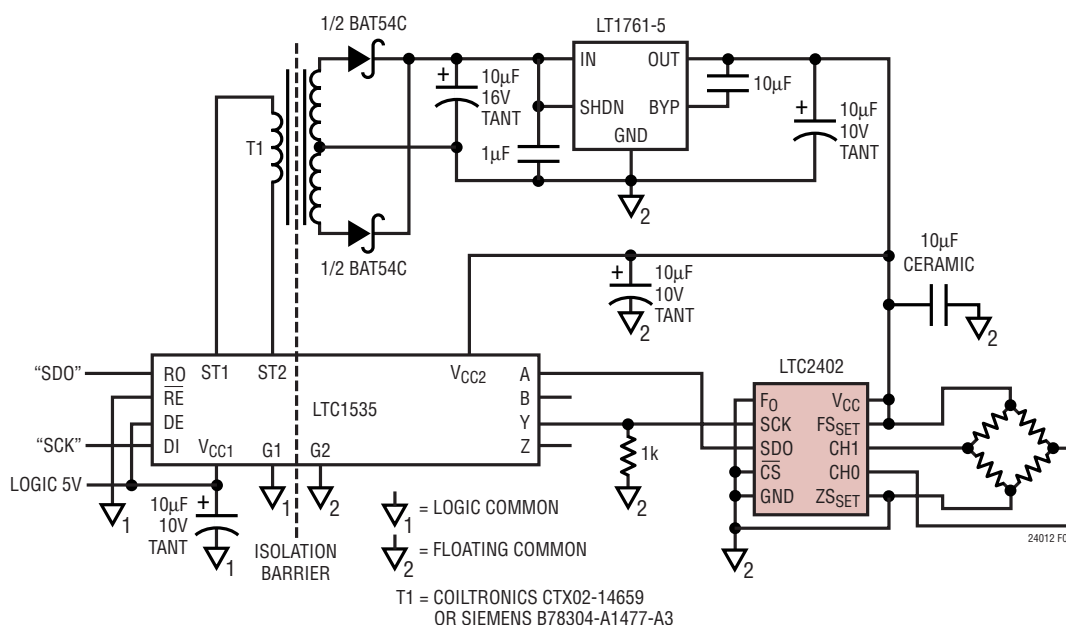 1/2 BAT54C
LT1761-5
IN OUT
SHDN BYP
GND
+
10µF
16V
TANT
1µF
10µF
+
10µF
10V
TANT
2
T1
1/2 BAT54C
+
10µF
10V
TANT
2
10µF
CERAMIC
2
"SDO"
"SCK"
LOGIC 5V
RO ST1 ST2 VCC2 A
RE B
DE LTC1535 Y
DI VCC1 G1 G2 Z
1
+
10µF
10V
TANT
1
1
2
ISOLATION
BARRIER
1k
2
LTC2402
FO VCC
SCK FSSET
SDO CH1
CS CH0
GND ZSSET
2
1 = LOGIC COMMON
2 = FLOATING COMMON
T1 = COILTRONICS CTX02-14659
OR SIEMENS B78304-A1477-A3
24012 F0